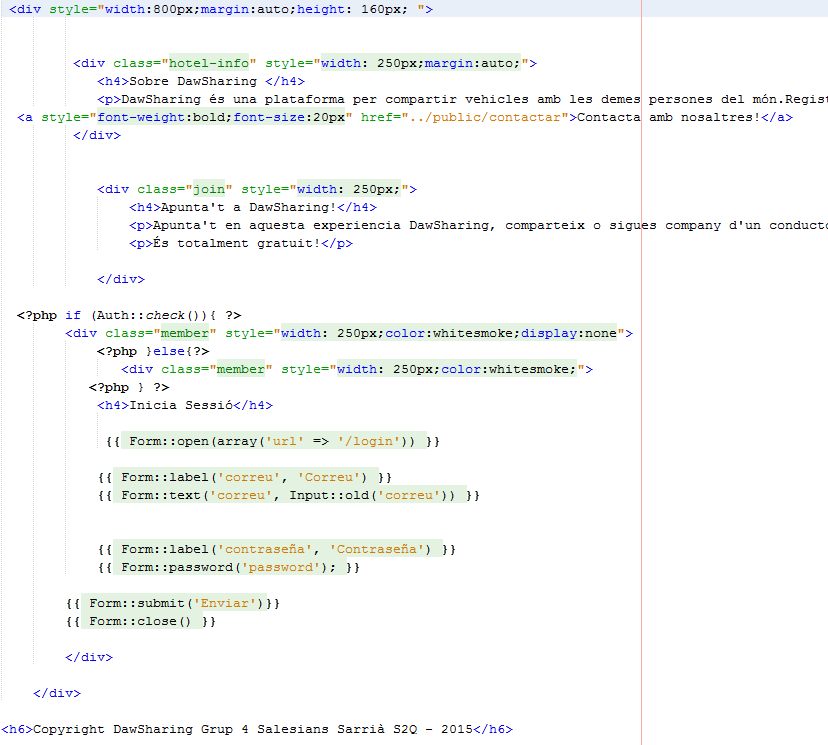 <div style="width:800px;margin:auto;height: 160px; ">
<div class="hotel-info" style="width: 250px;margin:auto;">
<h4>Sobre DawSharing </h4>
<p>DawSharing és una plataforma per compartir vehicles amb les demes persones del món.Regist
<a style="font-weight:bold;font-size:20px" href="../public/contactar">Contacta amb nosaltres!</a>
</div>
<div class="join" style="width: 250px;">
<h4>Apunta't a DawSharing!</h4>
<p>Apunta't en aquesta experiencia DawSharing, comparteix o sigues company d'un conducto
<p>És totalment gratuit!</p>
</div>
<?php if (Auth::check()){ ?>
<div class="member" style="width: 250px;color:whitesmoke;display:none">
<?php }else{?>
<div class="member" style="width: 250px;color:whitesmoke;">
<?php } ?>
<h4>Inicia Sessió</h4>
{{ Form::open(array('url' => '/login')) }}
{{ Form::label('correu', 'Correu') }}
{{ Form::text('correu', Input::old('correu')) }}
{{ Form::label('contraseña', 'Contraseña') }}
{{ Form::password('password'); }}
{{ Form::submit('Enviar')}}
{{ Form::close() }}
</div>
</div>
<h6>Copyright DawSharing Grup 4 Salesians Sarrià S2Q - 2015</h6>